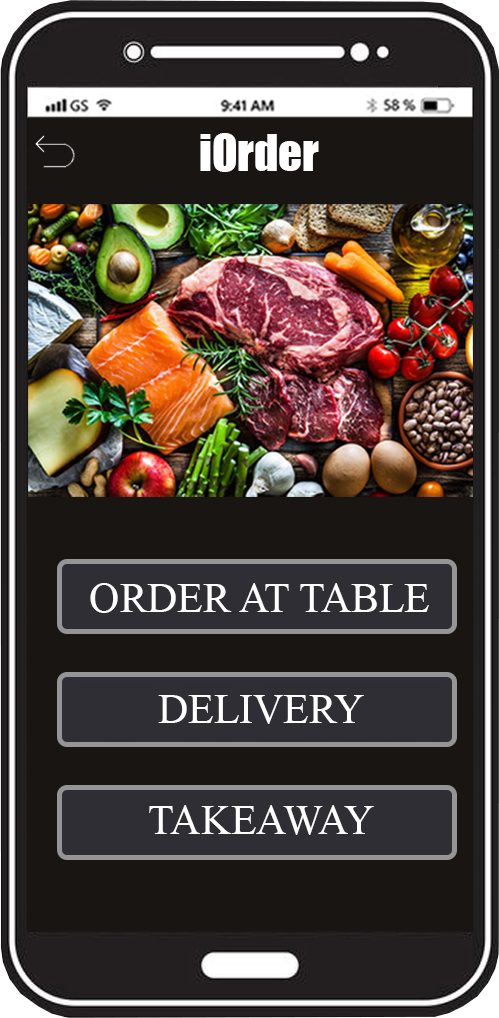 GS 9:41 AM 58 %
iOrder
ORDER AT TABLE
DELIVERY
TAKEAWAY